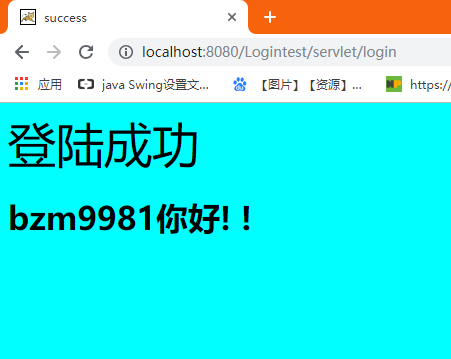 success
localhost:8080/Logintest/servlet/login
应用
java Swing设置文...
【图片】【资源】...
https:/
登陆成功
bzm9981你好!！